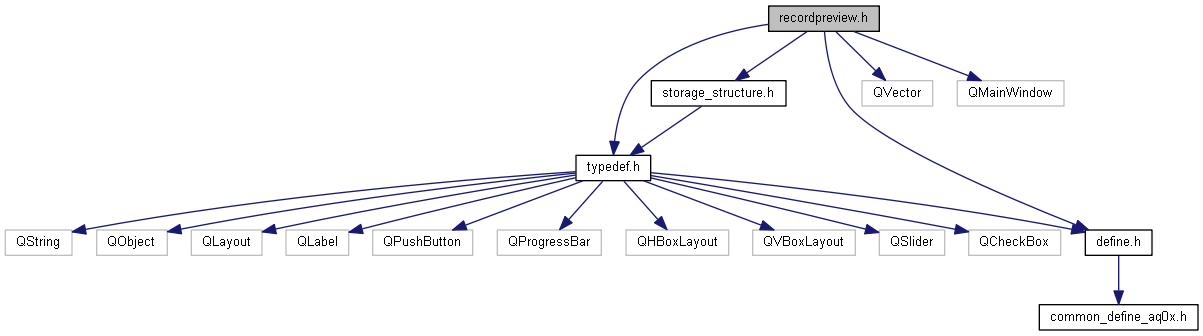 recordpreview.h
storage_structure.h
QVector
QMainWindow
typedef.h
QString
QObject
QLayout
QLabel
QPushButton
QProgressBar
QHBoxLayout
QVBoxLayout
QSlider
QCheckBox
define.h
common_define_aq0x.h